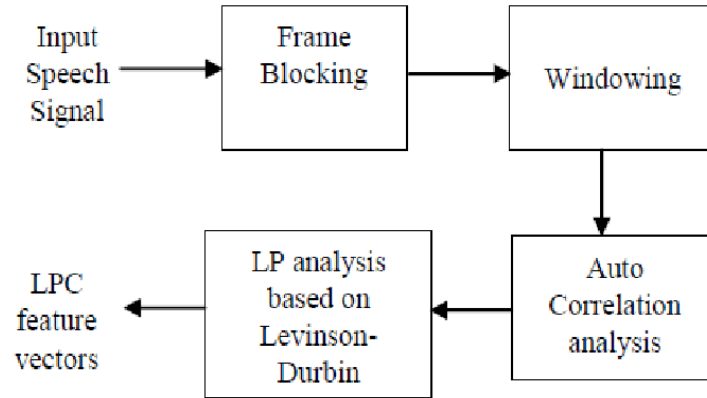 Input
Speech
Signal
Frame
Blocking
Windowing
Auto
Correlation
analysis
LP analysis
based on
Levinson-
Durbin
LPC
feature
vectors